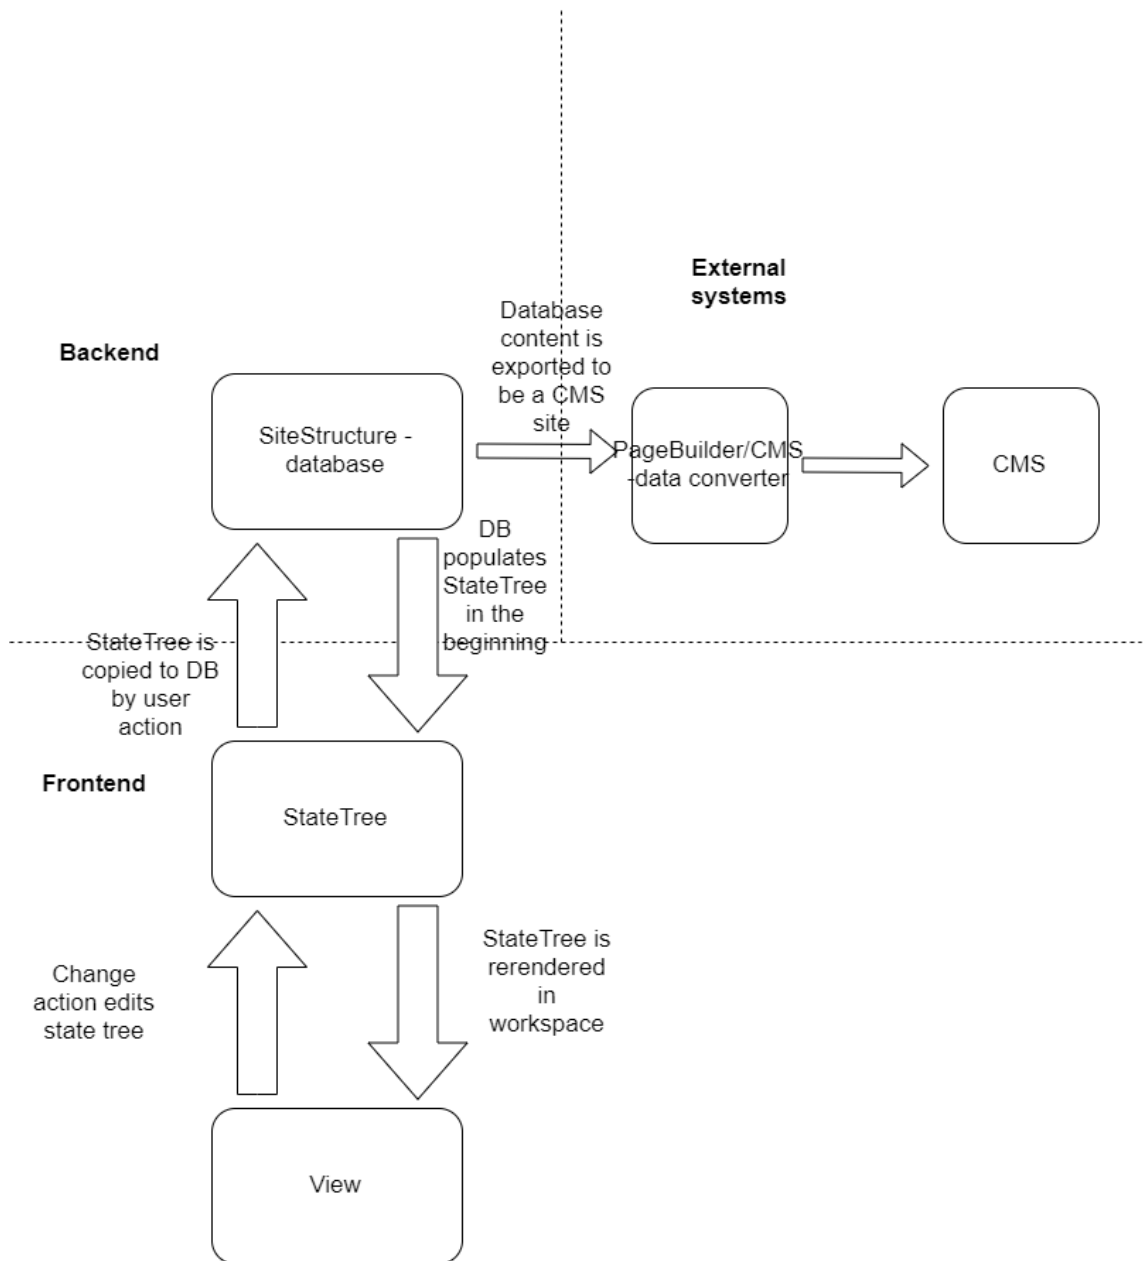 External
systems
Database
content is
exported to
be a CMS
site
Backend
SiteStructure -
database
PageBuilder/CMS
-data converter
CMS
DB
populates
StateTree
in the
beginning
StateTree is
copied to DB
by user
action
Frontend
StateTree
Change
action edits
state tree
StateTree is
rerendered
in
workspace
View